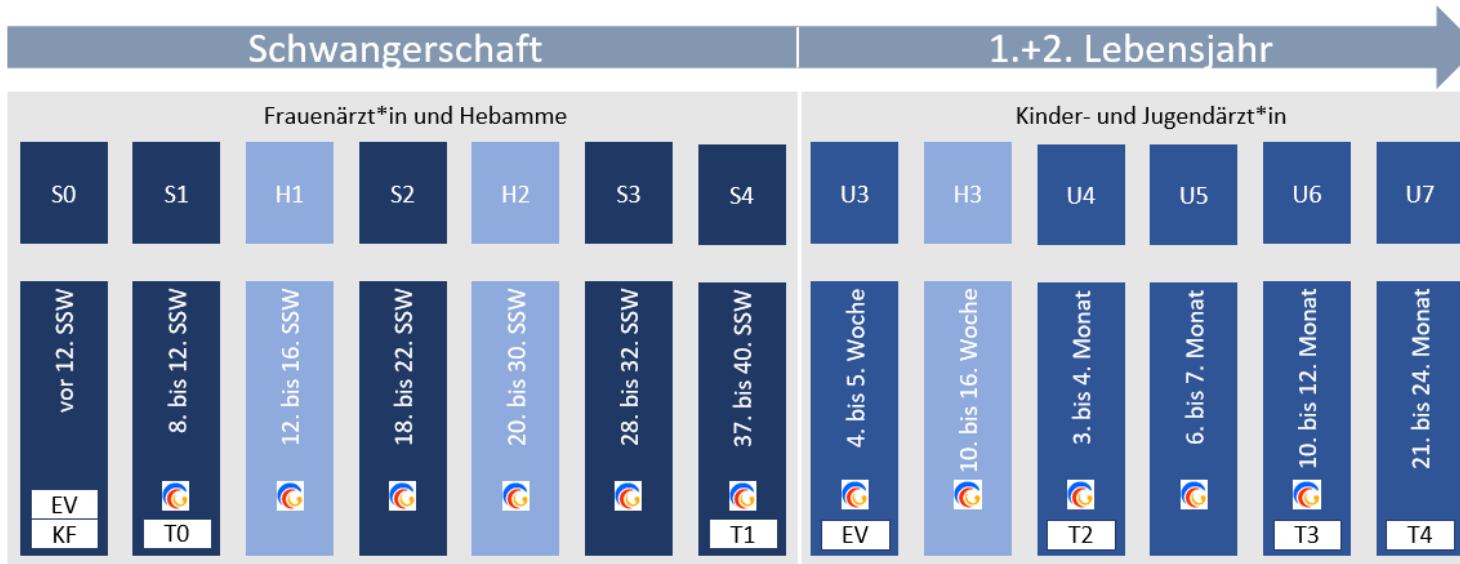 Schwangerschaft
1.+2. Lebensjahr
Frauenärzt*in und Hebamme
Kinder- und Jugendärzt*in
S0
S1
H1
S2
H2
S3
S4
U3
H3
U4
U5
U6
U7
vor 12. SSW
8. bis 12. SSW
12. bis 16. SSW
18. bis 22. SSW
20. bis 30. SSW
28. bis 32. SSW
37. bis 40. SSW
4. bis 5. Woche
10. bis 16. Woche
3. bis 4. Monat
6. bis 7. Monat
10. bis 12. Monat
21. bis 24. Monat
EV
KF
T0
T1
EV
T2
T3
T4